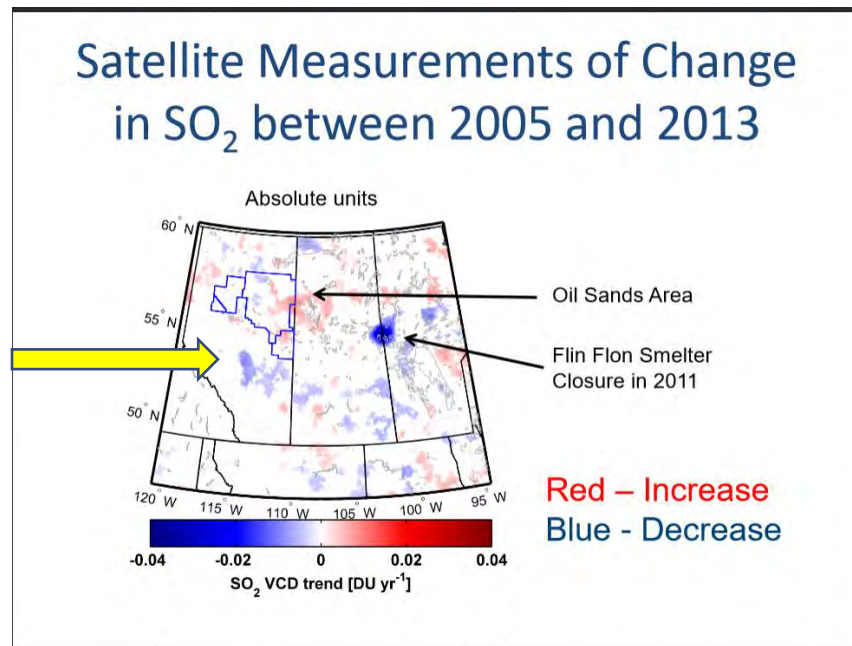 Satellite Measurements of Change
in SO₂ between 2005 and 2013
Absolute units
60° N
55° N
50° N
Oil Sands Area
Flin Flon Smelter
Closure in 2011
120° W
115° W
110° W
105° W
100° W
95° W
-0.04 -0.02 0 0.02 0.04
SO₂ VCD trend [DU yr⁻¹]
Red – Increase
Blue - Decrease